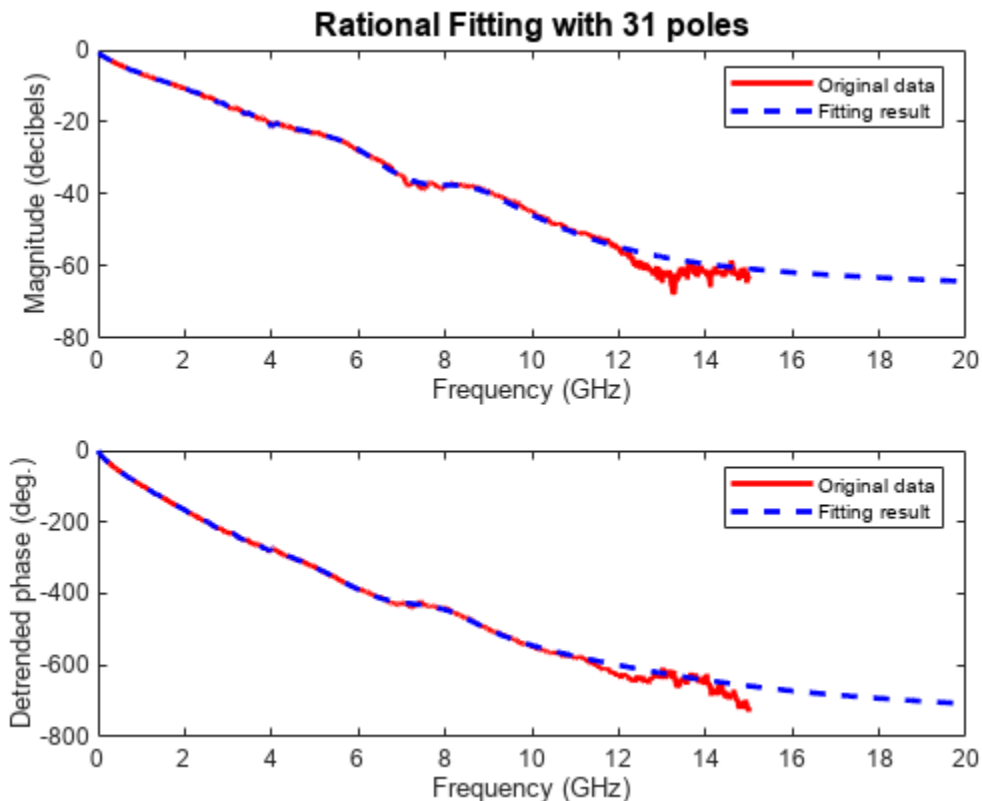 Rational Fitting with 31 poles
0
-20
-40
-60
-80
Magnitude (decibels)
Original data
Fitting result
0 2 4 6 8 10 12 14 16 18 20
Frequency (GHz)
0
-200
-400
-600
-800
Detrended phase (deg.)
Original data
Fitting result
0 2 4 6 8 10 12 14 16 18 20
Frequency (GHz)